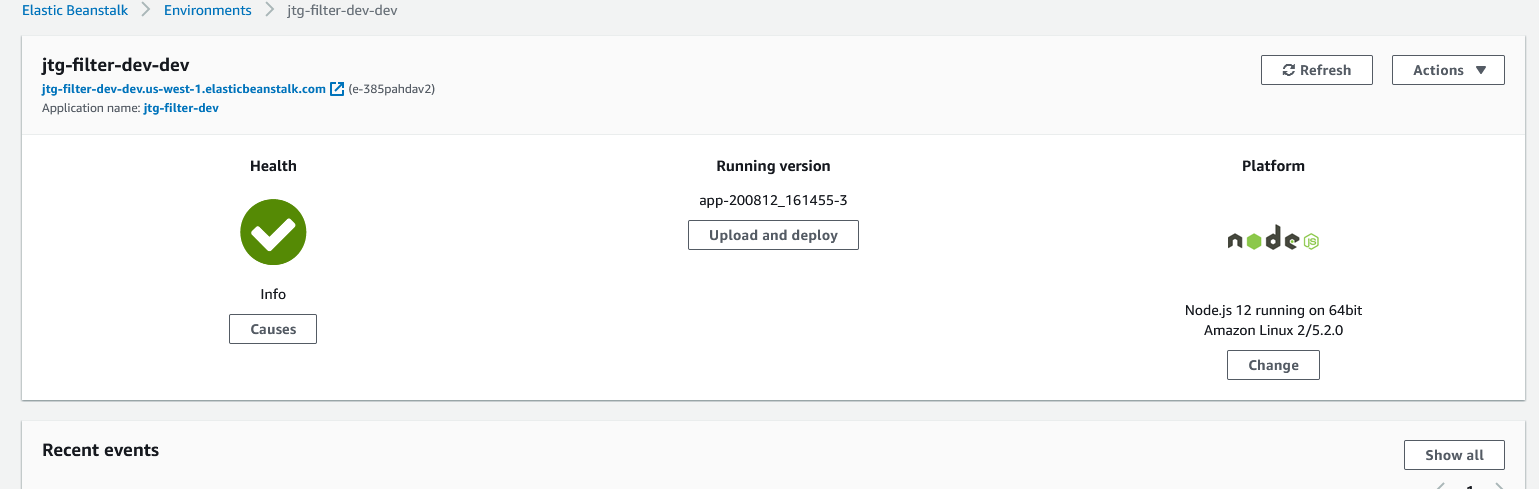 Elastic Beanstalk > Environments > jtg-filter-dev-dev
jtg-filter-dev-dev
jtg-filter-dev-dev.us-west-1.elasticbeanstalk.com (e-385pahdav2)
Application name: jtg-filter-dev
Refresh
Actions
Health
Info
Causes
Running version
app-200812_161455-3
Upload and deploy
Platform
node JS
Node.js 12 running on 64bit
Amazon Linux 2/5.2.0
Change
Recent events
Show all